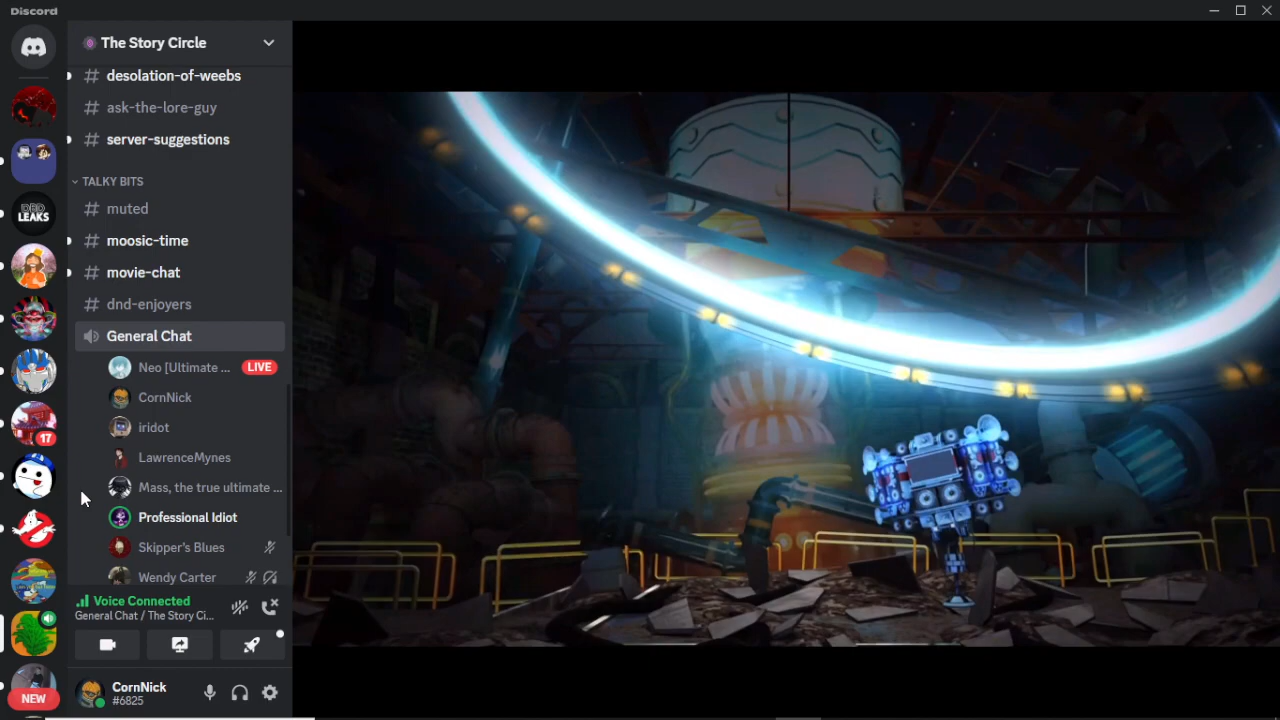 Discord
The Story Circle
desolation-of-weebs
ask-the-lore-guy
server-suggestions
TALKY BITS
muted
moosic-time
movie-chat
dnd-enjoyers
General Chat
Neo [Ultimate ... LIVE
CornNick
iridot
LawrenceMynes
Mass, the true ultimate ...
Professional Idiot
Skipper's Blues
Wendy Carter
Voice Connected
General Chat / The Story Ci...
CornNick
#6825
LEAKS
17
NEW